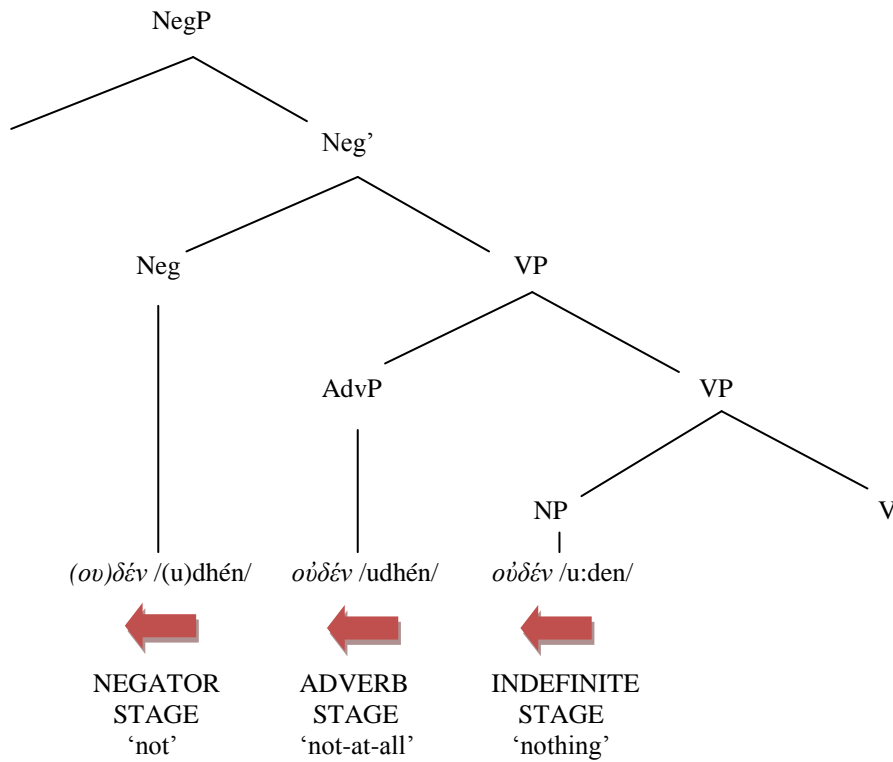 NegP
Neg’
Neg VP
AdvP VP
NP V
(ου)δέν /(u)dhén/ οὐδέν /udhén/ οὐδέν /u:den/
NEGATOR ADVERB INDEFINITE
STAGE STAGE STAGE
‘not’ ‘not-at-all’ ‘nothing’